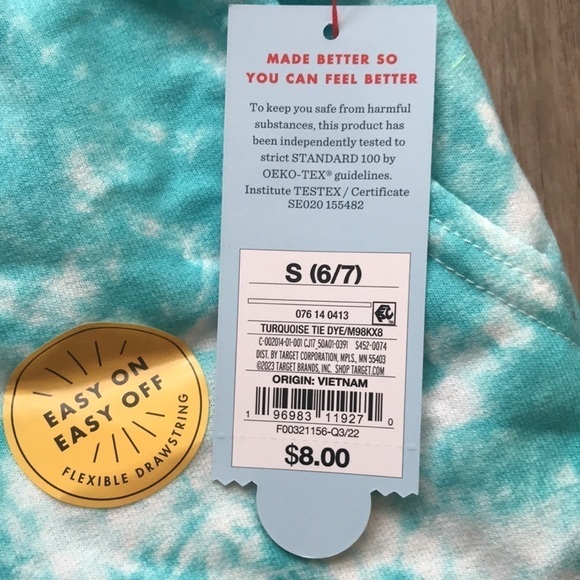 MADE BETTER SO
YOU CAN FEEL BETTER
To keep you safe from harmful
substances, this product has
been independently tested to
strict STANDARD 100 by
OEKO-TEX® guidelines.
Institute TESTEX / Certificate
SE020 155482
S (6/7)
076 14 0413
TURQUOISE TIE DYE/M98KX8
C-002014-01-001 CJ17_50A01-0391 S452-0074
DIST. BY TARGET CORPORATION, MPLS., MN 55403
©2023 TARGET BRANDS, INC. SHOP TARGET.COM
ORIGIN: VIETNAM
1 96983 11927 0
F00321156-Q3/22
$8.00
EASY ON
EASY OFF
FLEXIBLE DRAWSTRING